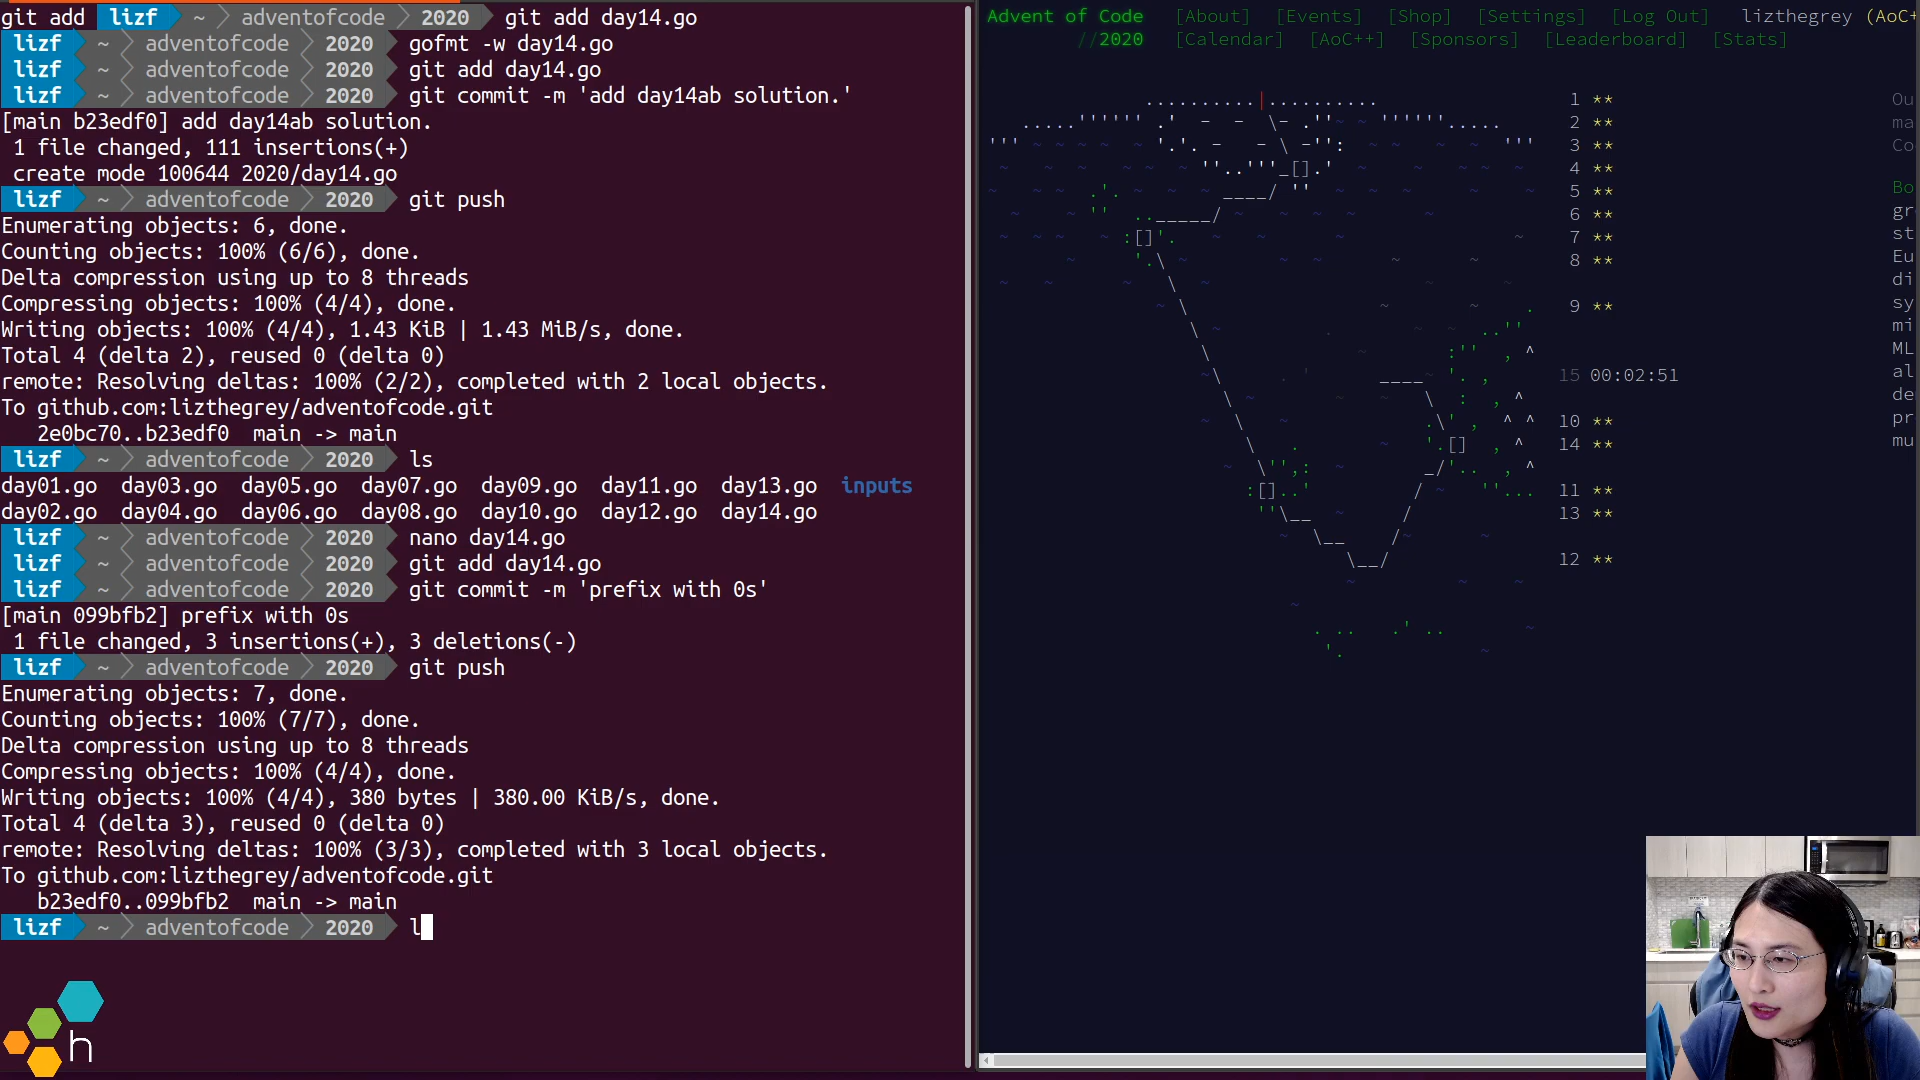 git add lizf ~ adventofcode 2020 git add day14.go
lizf ~ adventofcode 2020 gofmt -w day14.go
lizf ~ adventofcode 2020 git add day14.go
lizf ~ adventofcode 2020 git commit -m 'add day14ab solution.'
[main b23edf0] add day14ab solution.
1 file changed, 111 insertions(+)
create mode 100644 2020/day14.go
lizf ~ adventofcode 2020 git push
Enumerating objects: 6, done.
Counting objects: 100% (6/6), done.
Delta compression using up to 8 threads
Compressing objects: 100% (4/4), done.
Writing objects: 100% (4/4), 1.43 KiB | 1.43 MiB/s, done.
Total 4 (delta 2), reused 0 (delta 0)
remote: Resolving deltas: 100% (2/2), completed with 2 local objects.
To github.com:lizthegrey/adventofcode.git
2e0bc70..b23edf0 main -> main
lizf ~ adventofcode 2020 ls
day01.go day03.go day05.go day07.go day09.go day11.go day13.go inputs
day02.go day04.go day06.go day08.go day10.go day12.go day14.go
lizf ~ adventofcode 2020 nano day14.go
lizf ~ adventofcode 2020 git add day14.go
lizf ~ adventofcode 2020 git commit -m 'prefix with 0s'
[main 099bfb2] prefix with 0s
1 file changed, 3 insertions(+), 3 deletions(-)
lizf ~ adventofcode 2020 git push
Enumerating objects: 7, done.
Counting objects: 100% (7/7), done.
Delta compression using up to 8 threads
Compressing objects: 100% (4/4), done.
Writing objects: 100% (4/4), 380 bytes | 380.00 KiB/s, done.
Total 4 (delta 3), reused 0 (delta 0)
remote: Resolving deltas: 100% (3/3), completed with 3 local objects.
To github.com:lizthegrey/adventofcode.git
b23edf0..099bfb2 main -> main
lizf ~ adventofcode 2020 l
h
Advent of Code [About] [Events] [Shop] [Settings] [Log Out] lizthegrey (AoC+
//2020 [Calendar] [AoC++] [Sponsors] [Leaderboard] [Stats]
1 **
2 **
3 **
4 **
5 **
6 **
7 **
8 **
9 **
15 00:02:51
10 **
14 **
11 **
13 **
12 **
Ou
ma
Co
Bo
gr
st
Eu
di
sy
mi
ML
al
de
pr
mu